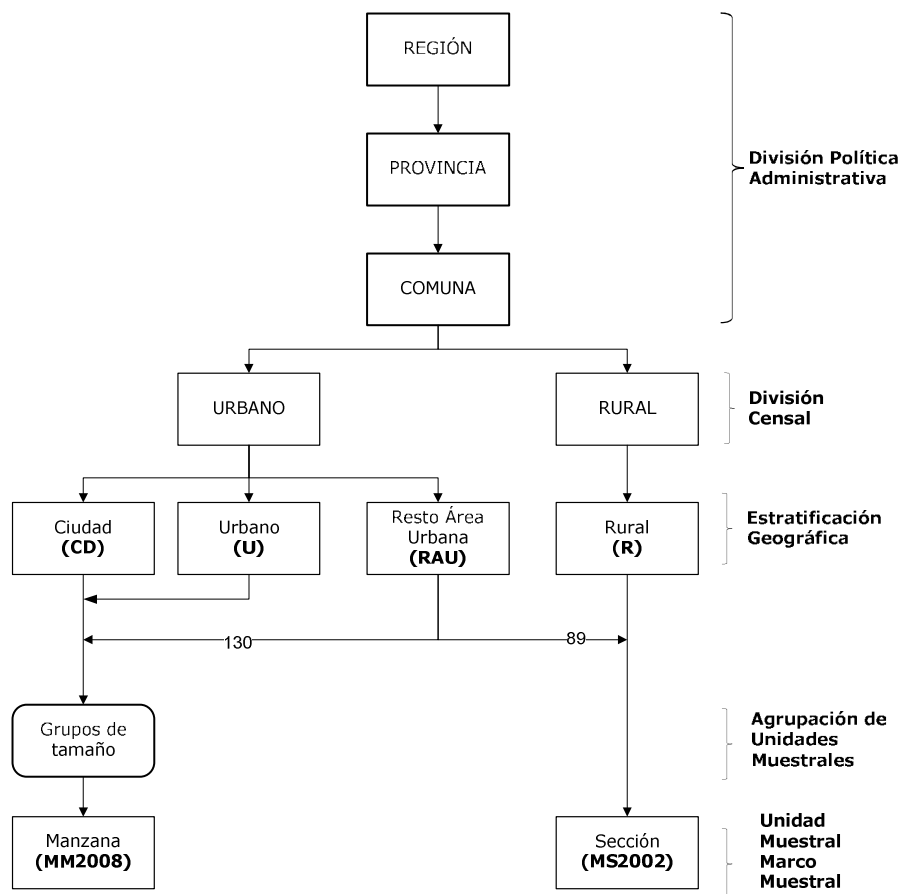 REGIÓN
PROVINCIA
División Política
Administrativa
COMUNA
URBANO
RURAL
División
Censal
Ciudad
(CD)
Urbano
(U)
Resto Área
Urbana
(RAU)
Rural
(R)
Estratificación
Geográfica
130
89
Grupos de
tamaño
Agrupación de
Unidades
Muestrales
Manzana
(MM2008)
Sección
(MS2002)
Unidad
Muestral
Marco
Muestral